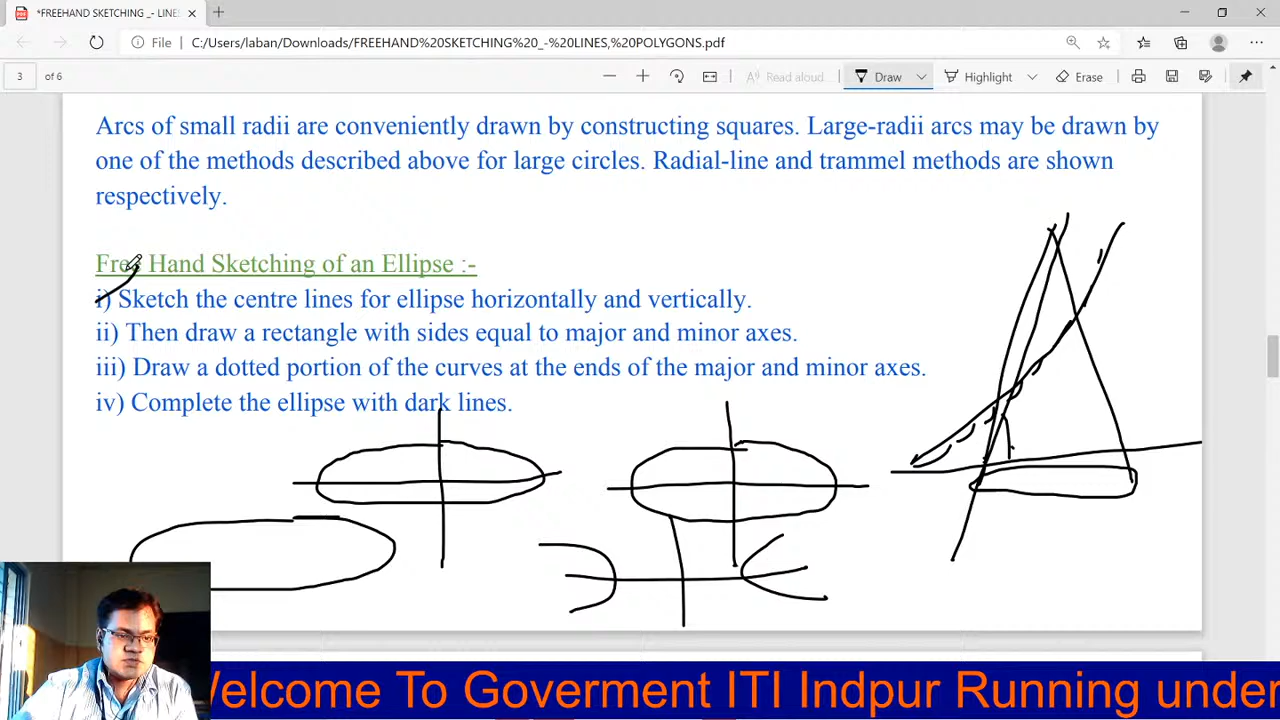 *FREEHAND SKETCHING _- LINES
File C:/Users/laban/Downloads/FREEHAND%20SKETCHING%20_-%20LINES,%20POLYGONS.pdf
3 of 6 Read aloud Draw Highlight Erase
Arcs of small radii are conveniently drawn by constructing squares. Large-radii arcs may be drawn by
one of the methods described above for large circles. Radial-line and trammel methods are shown
respectively.
Free Hand Sketching of an Ellipse :-
i) Sketch the centre lines for ellipse horizontally and vertically.
ii) Then draw a rectangle with sides equal to major and minor axes.
iii) Draw a dotted portion of the curves at the ends of the major and minor axes.
iv) Complete the ellipse with dark lines.
Welcome To Goverment ITI Indpur Running under